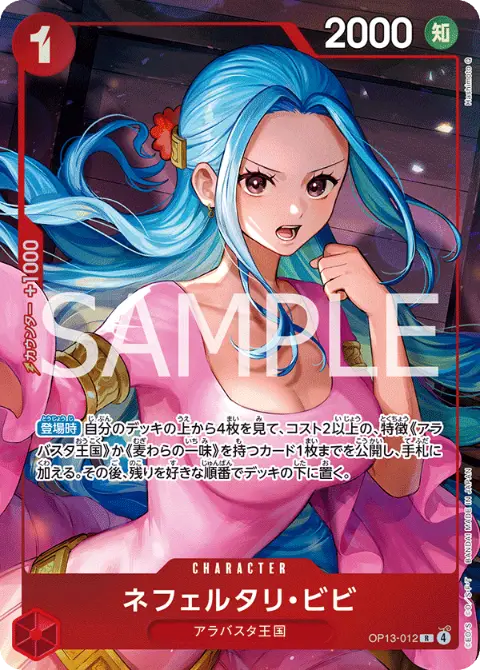 1
2000
知
Hashimoto Q
カウンター +1000
SAMPLE
登場時 自分のデッキの上から4枚を見て、コスト2以上の、特徴《アラ
バスタ王国》か《麦わらの一味》を持つカード1枚までを公開し、手札に
加える。その後、残りを好きな順番でデッキの下に置く。
CHARACTER
ネフェルタリ・ビビ
アラバスタ王国
OP13-012 R 4
BANDAI MADE IN JAPAN